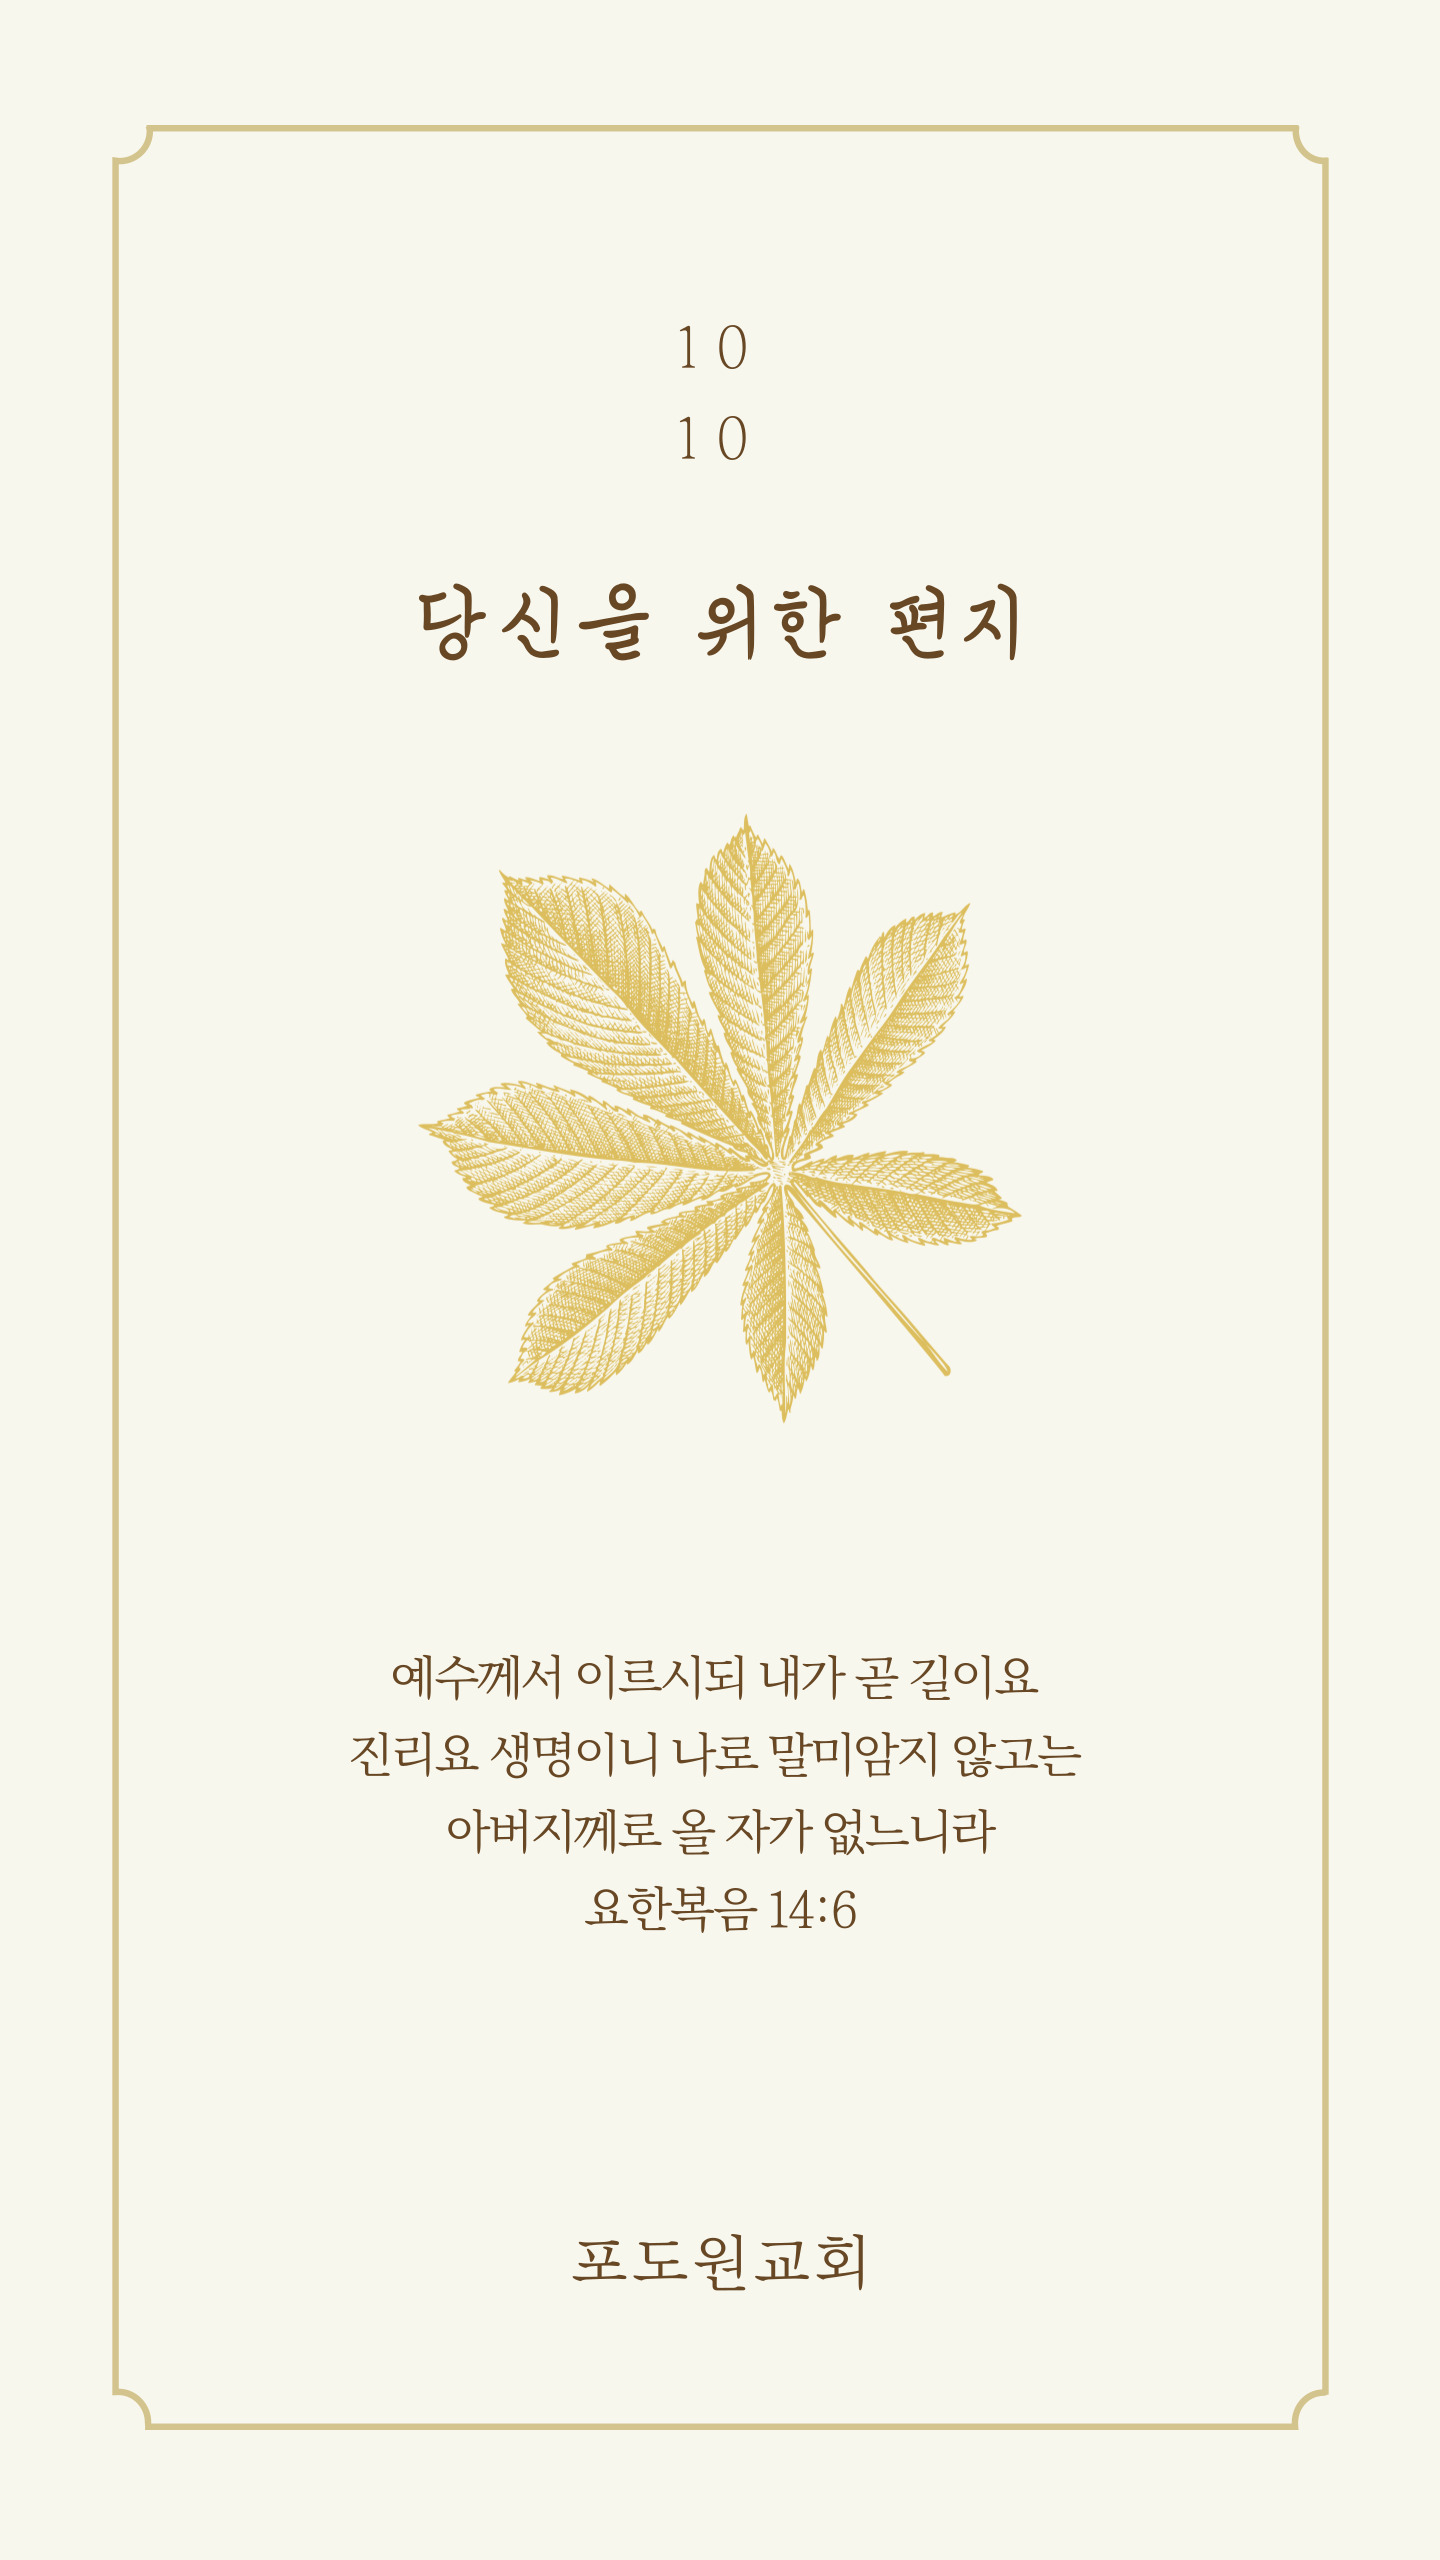 10
10
당신을 위한 편지
예수께서 이르시되 내가 곧 길이요
진리요 생명이니 나로 말미암지 않고는
아버지께로 올 자가 없느니라
요한복음 14:6
포도원교회